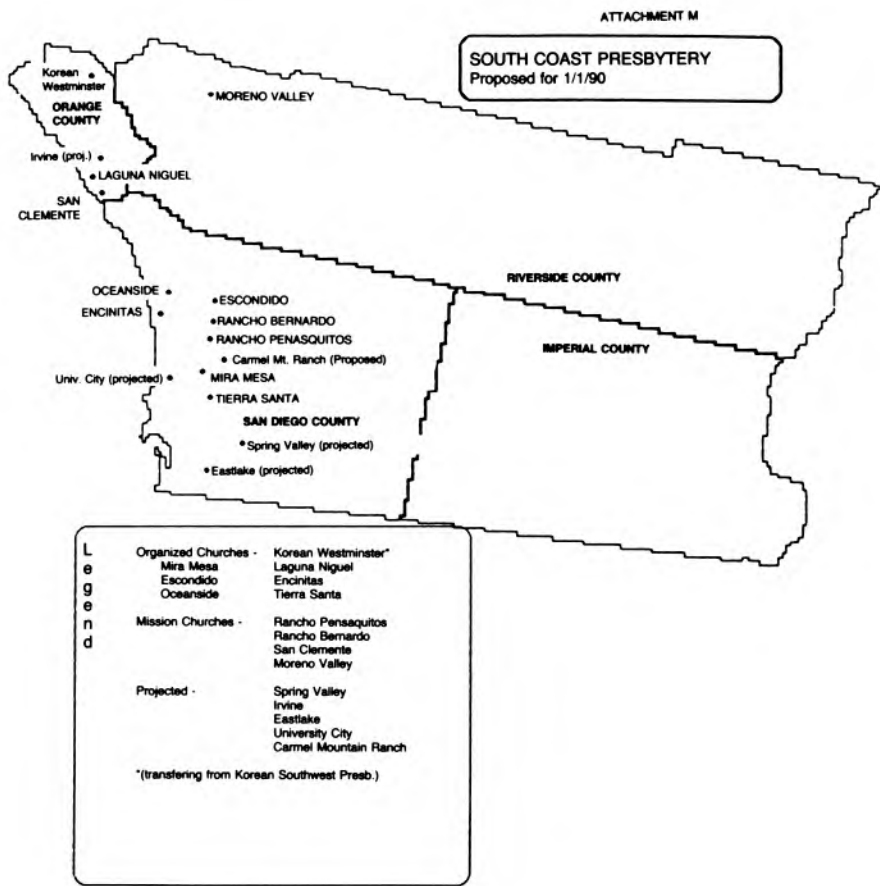 ATTACHMENT M
SOUTH COAST PRESBYTERY
Proposed for 1/1/90
Korean
Westminster
ORANGE
COUNTY
MORENO VALLEY
Irvine (proj.)
LAGUNA NIGUEL
SAN
CLEMENTE
RIVERSIDE COUNTY
OCEANSIDE
ESCONDIDO
ENCINITAS
RANCHO BERNARDO
RANCHO PENASQUITOS
IMPERIAL COUNTY
Carmel Mt. Ranch (Proposed)
Univ. City (projected)
MIRA MESA
TIERRA SANTA
SAN DIEGO COUNTY
Spring Valley (projected)
Eastlake (projected)
Legend
Organized Churches - Korean Westminster*
Mira Mesa Laguna Niguel
Escondido Encinitas
Oceanside Tierra Santa
Mission Churches - Rancho Pensaquitos
Rancho Bernardo
San Clemente
Moreno Valley
Projected - Spring Valley
Irvine
Eastlake
University City
Carmel Mountain Ranch
*(transfering from Korean Southwest Presb.)